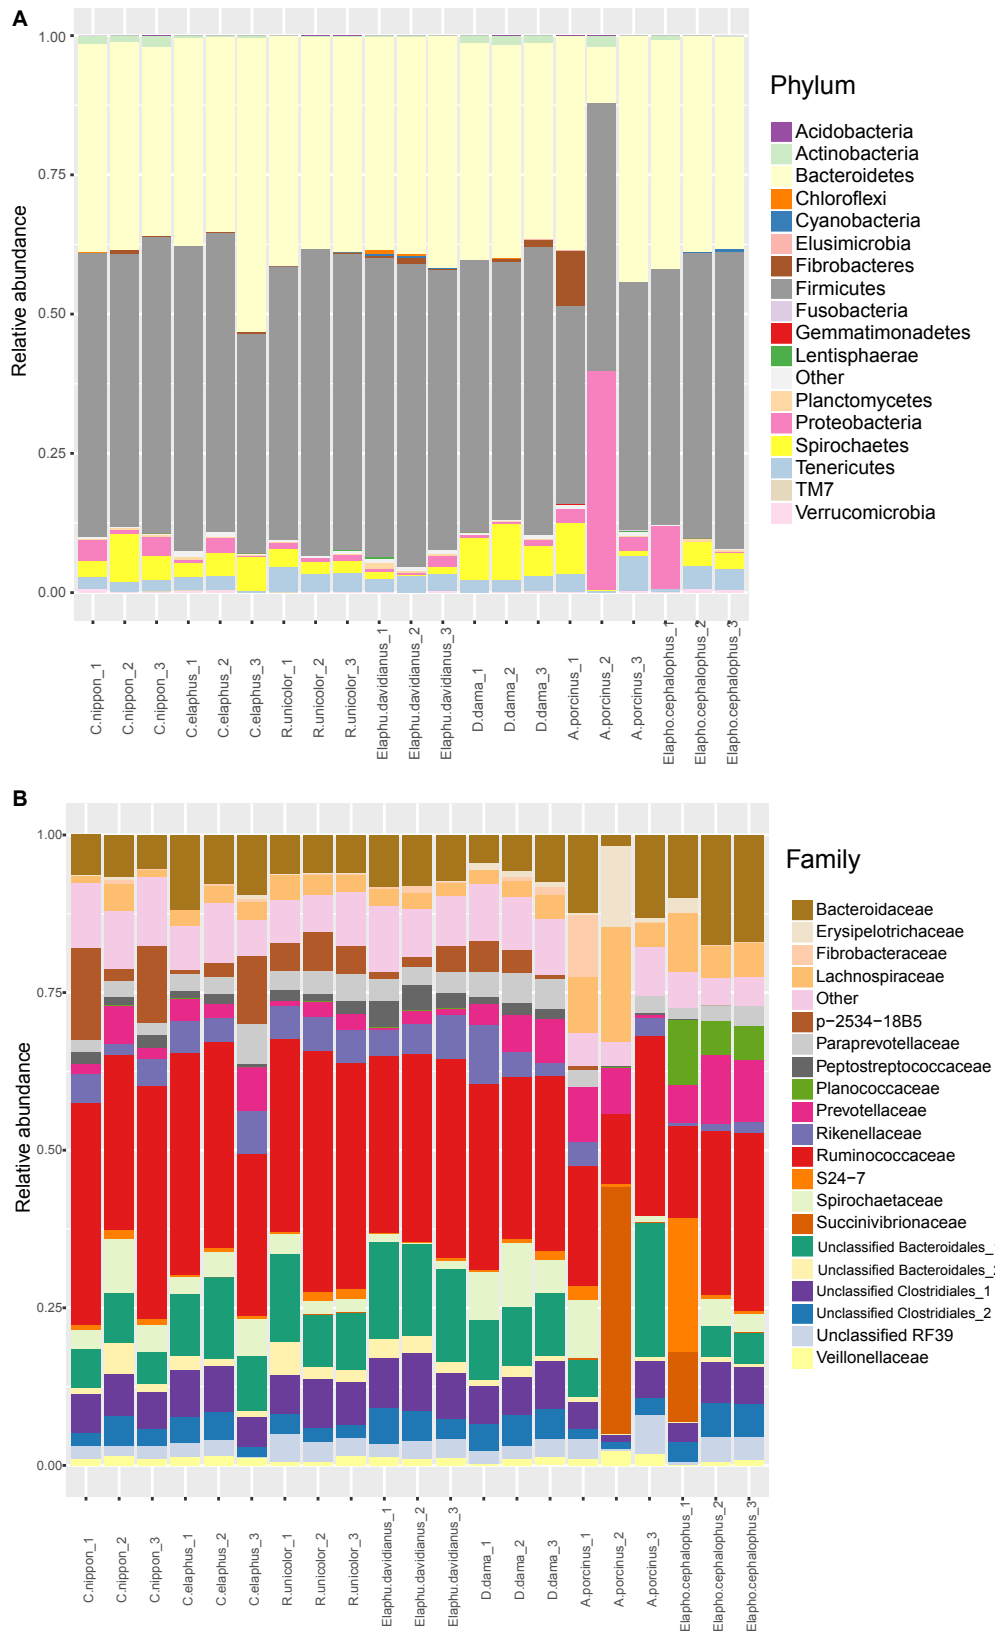 A
1.00
0.75
0.50
0.25
0.00
Relative abundance
C.nippon_1
C.nippon_2
C.nippon_3
C.elaphus_1
C.elaphus_2
C.elaphus_3
R.unicolor_1
R.unicolor_2
R.unicolor_3
Elaphu.davidianus_1
Elaphu.davidianus_2
Elaphu.davidianus_3
D.dama_1
D.dama_2
D.dama_3
A.porcinus_1
A.porcinus_2
A.porcinus_3
Elapho.cephalophus_1
Elapho.cephalophus_2
Elapho.cephalophus_3
Phylum
Acidobacteria
Actinobacteria
Bacteroidetes
Chloroflexi
Cyanobacteria
Elusimicrobia
Fibrobacteres
Firmicutes
Fusobacteria
Gemmatimonadetes
Lentisphaerae
Other
Planctomycetes
Proteobacteria
Spirochaetes
Tenericutes
TM7
Verrucomicrobia
B
1.00
0.75
0.50
0.25
0.00
Relative abundance
C.nippon_1
C.nippon_2
C.nippon_3
C.elaphus_1
C.elaphus_2
C.elaphus_3
R.unicolor_1
R.unicolor_2
R.unicolor_3
Elaphu.davidianus_1
Elaphu.davidianus_2
Elaphu.davidianus_3
D.dama_1
D.dama_2
D.dama_3
A.porcinus_1
A.porcinus_2
A.porcinus_3
Elapho.cephalophus_1
Elapho.cephalophus_2
Elapho.cephalophus_3
Family
Bacteroidaceae
Erysipelotrichaceae
Fibrobacteraceae
Lachnospiraceae
Other
p−2534−18B5
Paraprevotellaceae
Peptostreptococcaceae
Planococcaceae
Prevotellaceae
Rikenellaceae
Ruminococcaceae
S24−7
Spirochaetaceae
Succinivibrionaceae
Unclassified Bacteroidales_
Unclassified Bacteroidales_
Unclassified Clostridiales_1
Unclassified Clostridiales_2
Unclassified RF39
Veillonellaceae